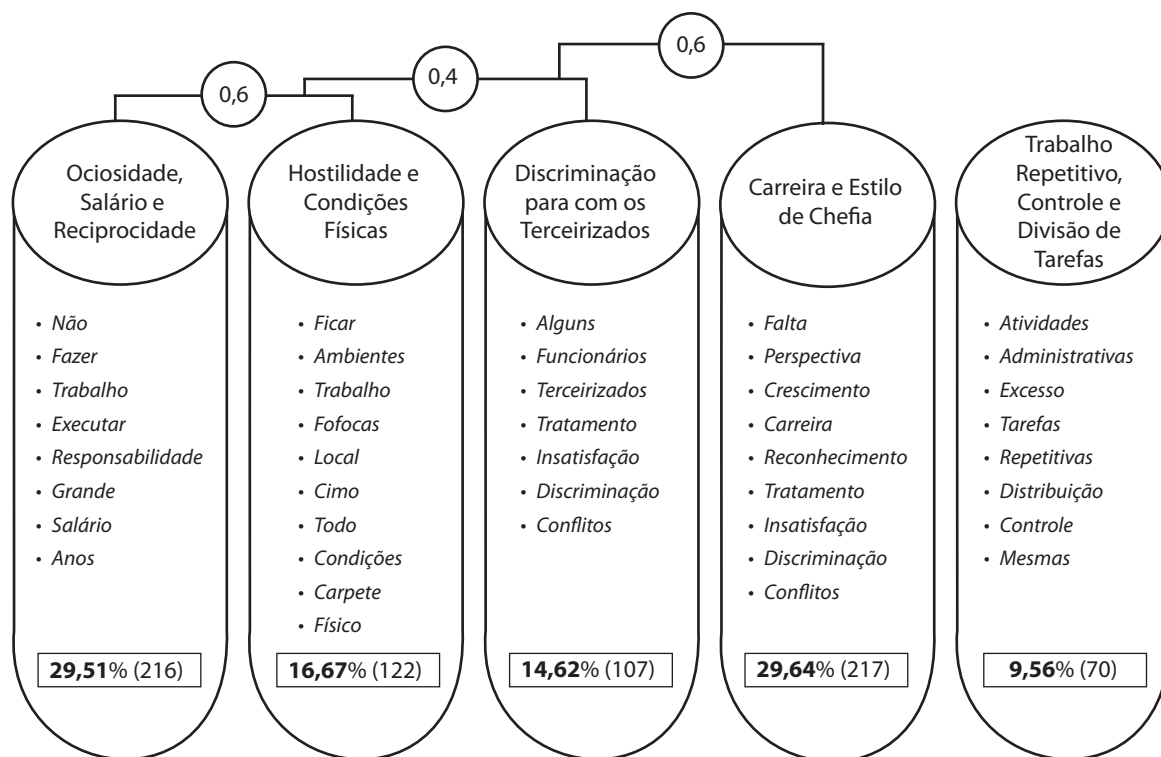 0,6
0,4
0,6
Ociosidade,
Salário e
Reciprocidade
• Não
• Fazer
• Trabalho
• Executar
• Responsabilidade
• Grande
• Salário
• Anos
29,51% (216)
Hostilidade e
Condições
Físicas
• Ficar
• Ambientes
• Trabalho
• Fofocas
• Local
• Cimo
• Todo
• Condições
• Carpete
• Físico
16,67% (122)
Discriminação
para com os
Terceirizados
• Alguns
• Funcionários
• Terceirizados
• Tratamento
• Insatisfação
• Discriminação
• Conflitos
14,62% (107)
Carreira e Estilo
de Chefia
• Falta
• Perspectiva
• Crescimento
• Carreira
• Reconhecimento
• Tratamento
• Insatisfação
• Discriminação
• Conflitos
29,64% (217)
Trabalho
Repetitivo,
Controle e
Divisão de
Tarefas
• Atividades
• Administrativas
• Excesso
• Tarefas
• Repetitivas
• Distribuição
• Controle
• Mesmas
9,56% (70)